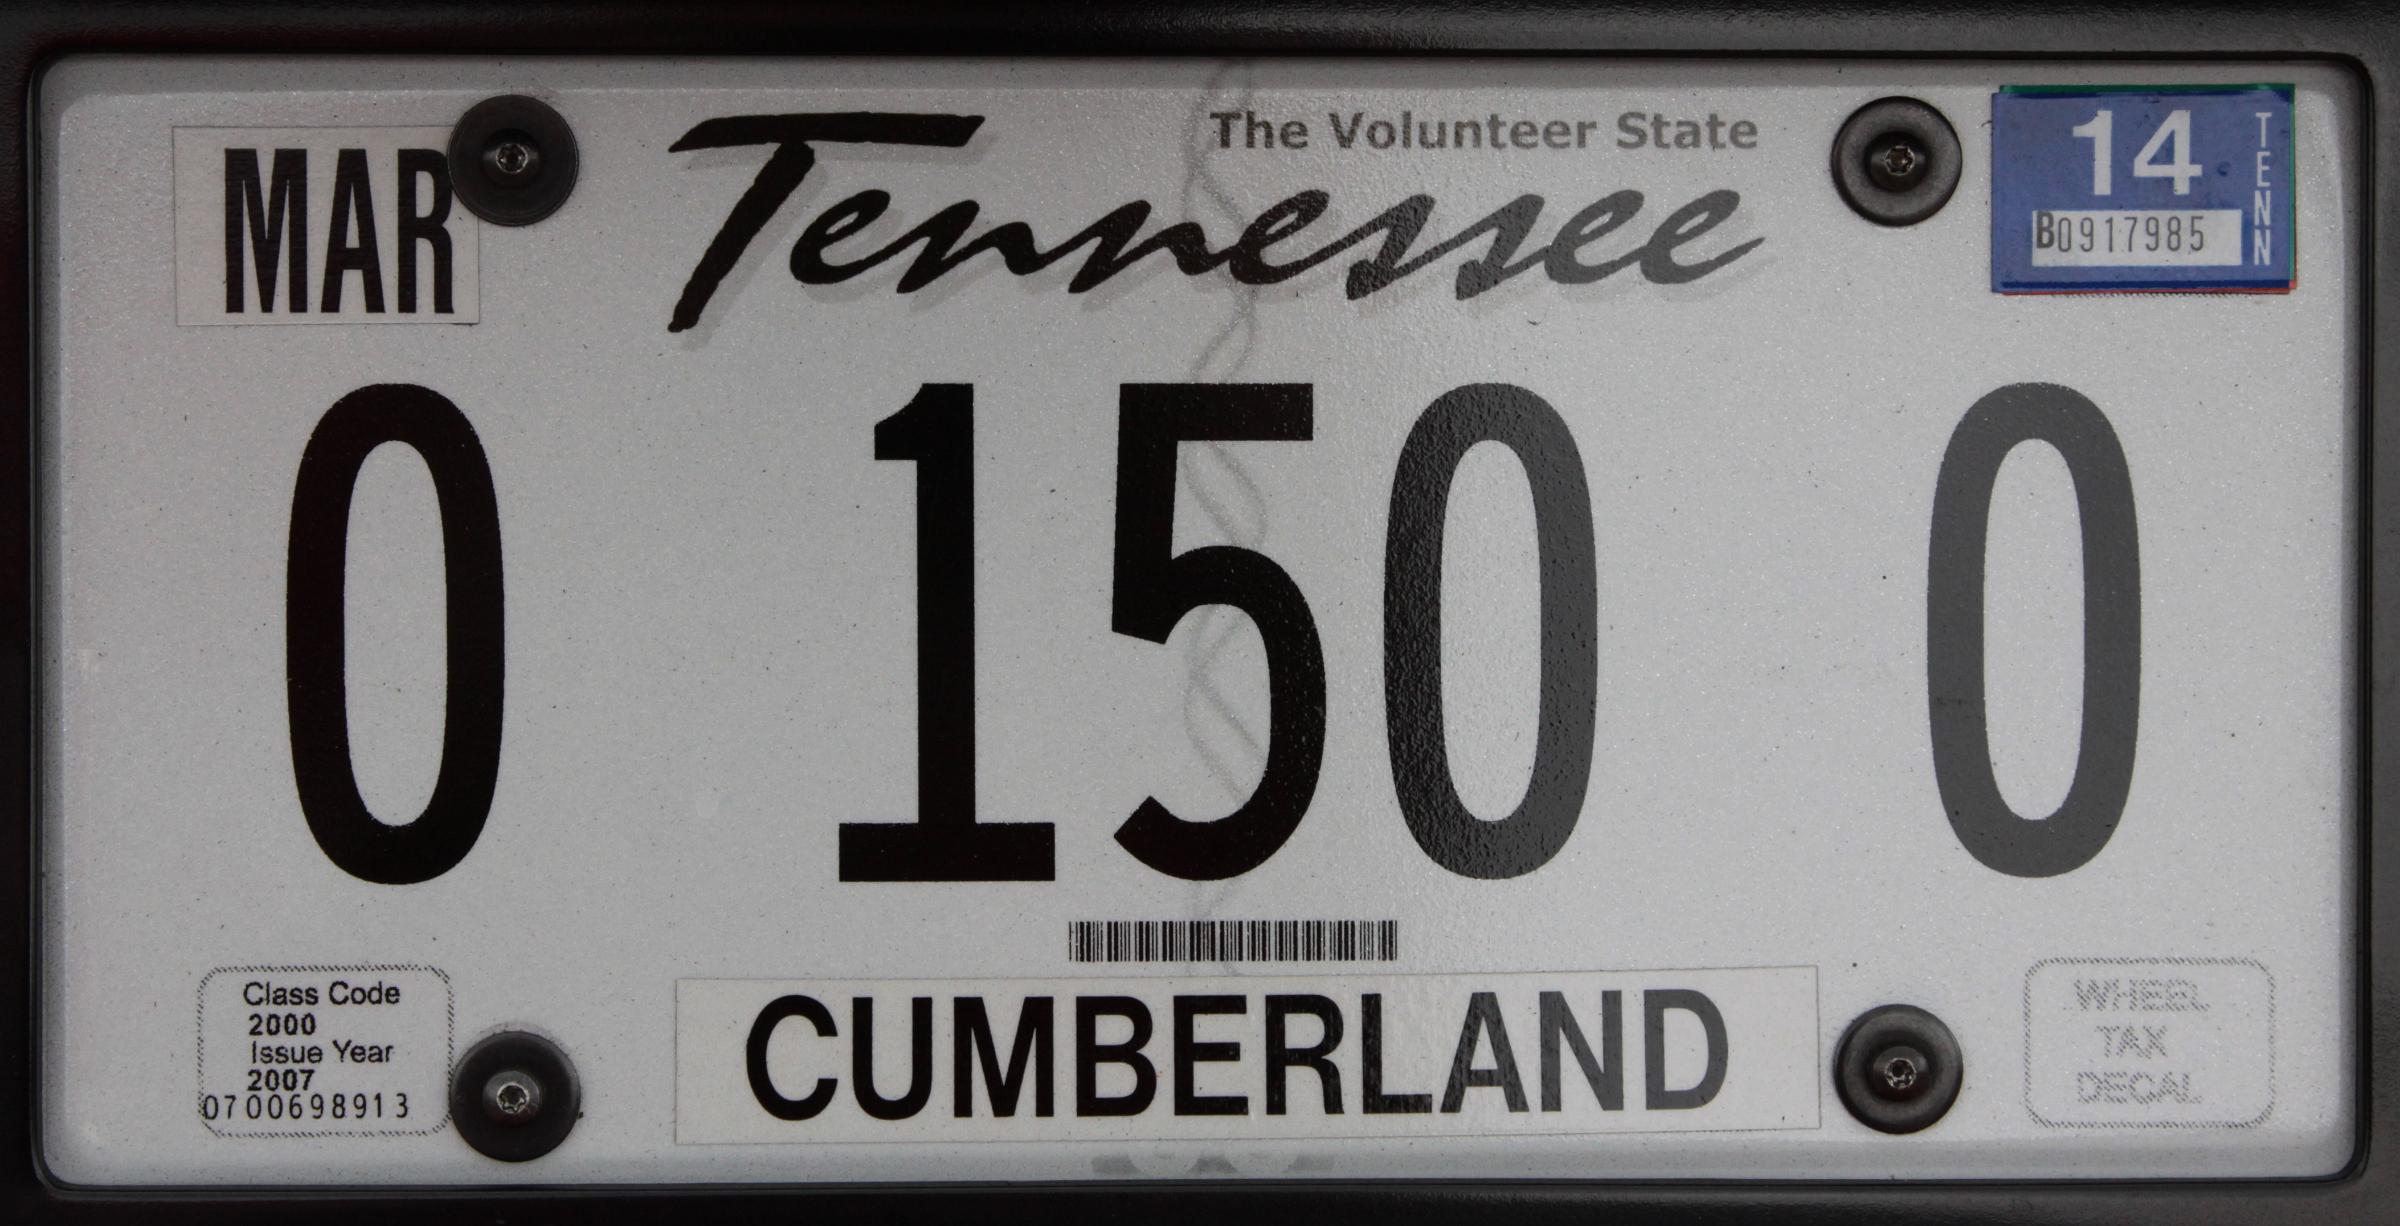 MAR
The Volunteer State
Tennessee
14
TENN
B0917985
0 150 0
Class Code
2000
Issue Year
2007
0700698913
CUMBERLAND
WHEEL
TAX
DECAL